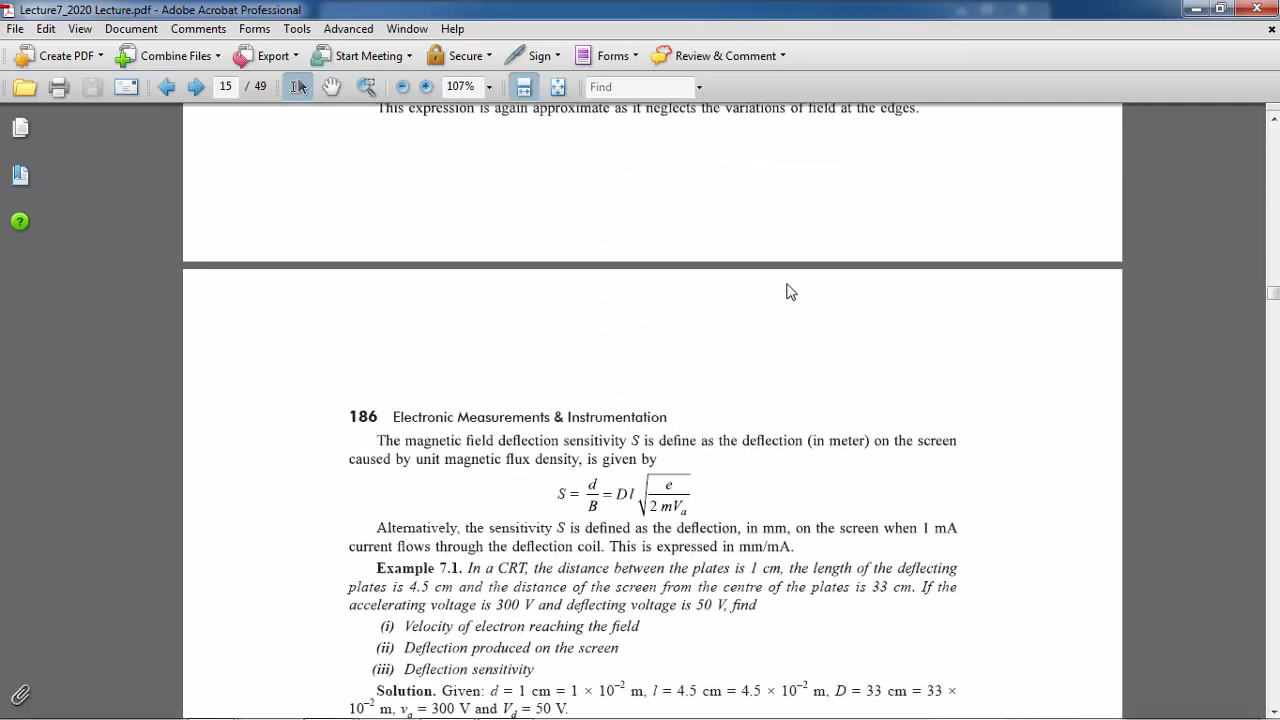 Lecture7_2020 Lecture.pdf - Adobe Acrobat Professional
File Edit View Document Comments Forms Tools Advanced Window Help
Create PDF Combine Files Export Start Meeting Secure Sign Forms Review & Comment
15 / 49 107% Find
This expression is again approximate as it neglects the variations of field at the edges.
186 Electronic Measurements & Instrumentation
The magnetic field deflection sensitivity S is define as the deflection (in meter) on the screen
caused by unit magnetic flux density, is given by
S = d/B = D l √(e / 2 mVₐ)
Alternatively, the sensitivity S is defined as the deflection, in mm, on the screen when 1 mA
current flows through the deflection coil. This is expressed in mm/mA.
Example 7.1. In a CRT, the distance between the plates is 1 cm, the length of the deflecting
plates is 4.5 cm and the distance of the screen from the centre of the plates is 33 cm. If the
accelerating voltage is 300 V and deflecting voltage is 50 V, find
(i) Velocity of electron reaching the field
(ii) Deflection produced on the screen
(iii) Deflection sensitivity
Solution. Given: d = 1 cm = 1 × 10⁻² m, l = 4.5 cm = 4.5 × 10⁻² m, D = 33 cm = 33 ×
10⁻² m, vₐ = 300 V and V_d = 50 V.